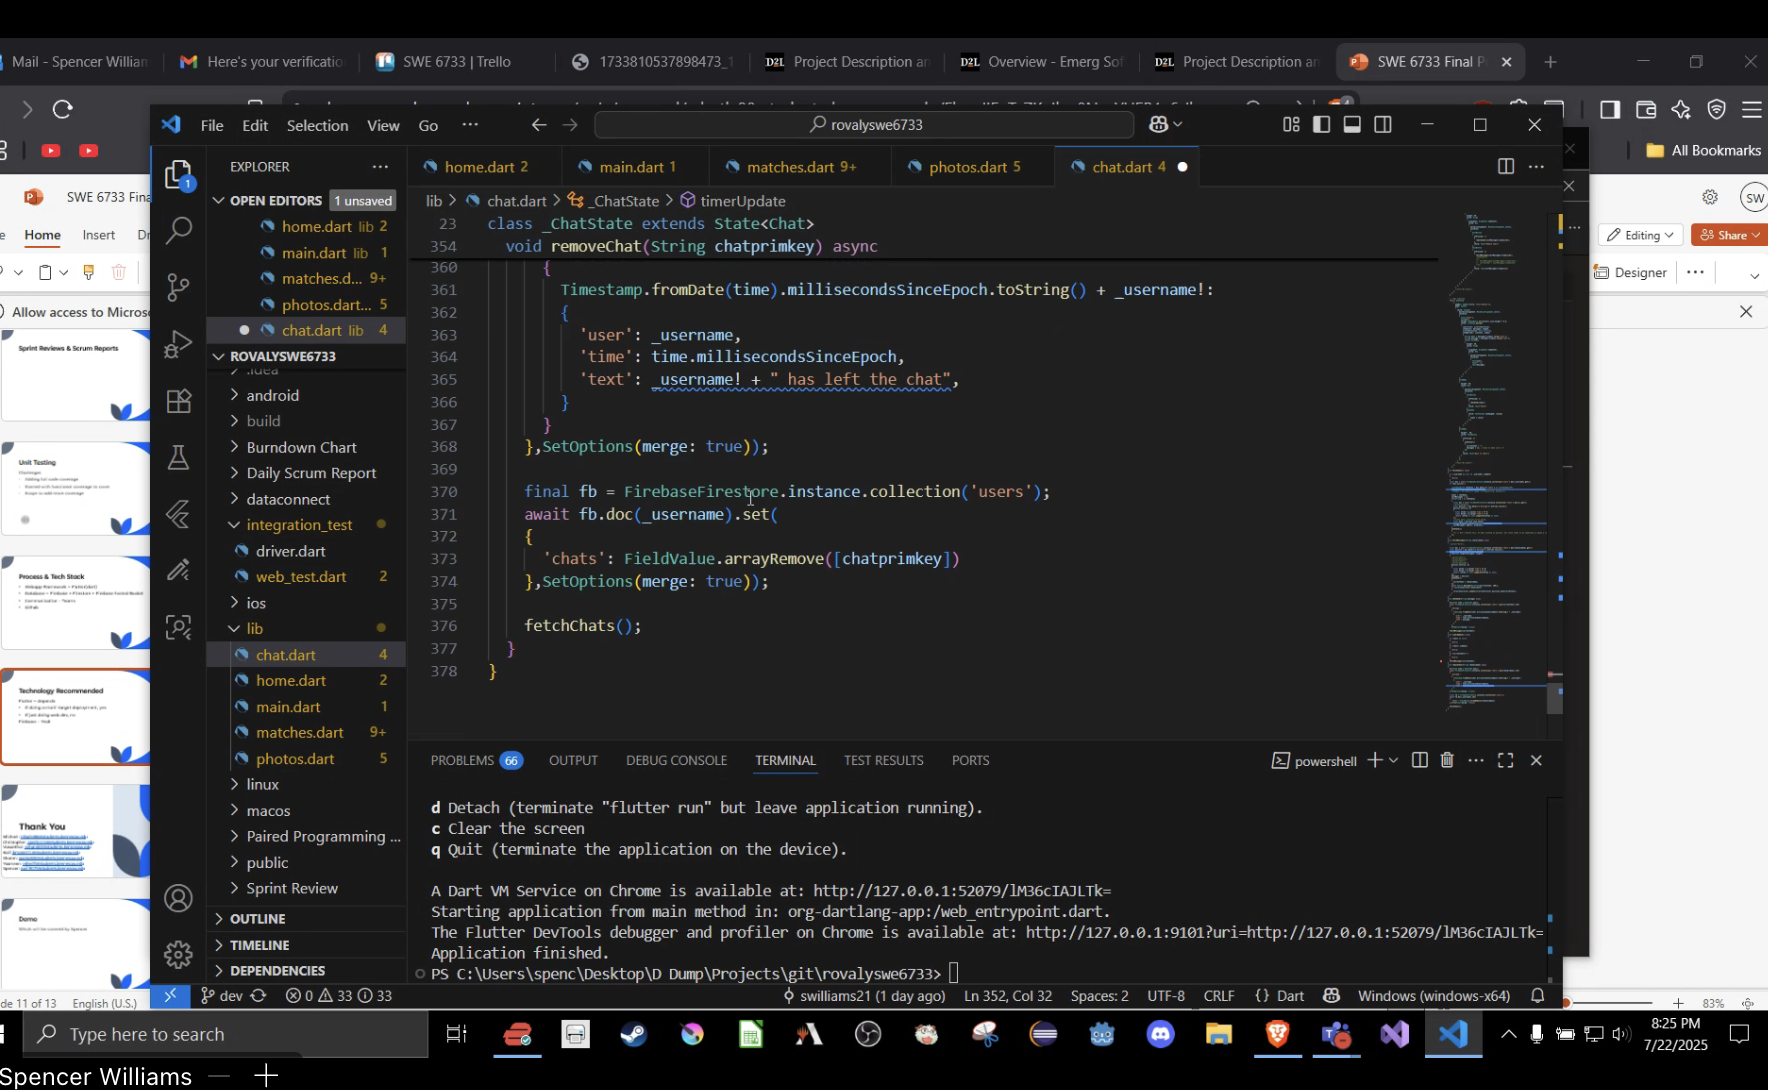 Mail - Spencer William
Here's your verificatio
SWE 6733 | Trello
1733810537898473_1
D2L Project Description an
D2L Overview - Emerg Sof
D2L Project Description an
SWE 6733 Final P
All Bookmarks
File Edit Selection View Go ···
rovalyswe6733
SWE 6733 Fina
Home Insert Dr
Editing
Share
SW
Designer
Allow access to Microso
Sprint Reviews & Scrum Reports
Unit Testing
Process & Tech Stack
Technology Recommended
Thank You
Demo
Which will be covered by Spencer
de 11 of 13 English (U.S.)
83%
EXPLORER
OPEN EDITORS 1 unsaved
home.dart lib 2
main.dart lib 1
matches.d... 9+
photos.dart... 5
chat.dart lib 4
ROVALYSWE6733
.idea
android
build
Burndown Chart
Daily Scrum Report
dataconnect
integration_test
driver.dart
web_test.dart 2
ios
lib
chat.dart 4
home.dart 2
main.dart 1
matches.dart 9+
photos.dart 5
linux
macos
Paired Programming ...
public
Sprint Review
OUTLINE
TIMELINE
DEPENDENCIES
1
home.dart 2
main.dart 1
matches.dart 9+
photos.dart 5
chat.dart 4
lib > chat.dart > _ChatState > timerUpdate
23 class _ChatState extends State<Chat>
354 void removeChat(String chatprimkey) async
360 {
361 Timestamp.fromDate(time).millisecondsSinceEpoch.toString() + _username!:
362 {
363 'user': _username,
364 'time': time.millisecondsSinceEpoch,
365 'text': _username! + " has left the chat",
366 }
367 }
368 },SetOptions(merge: true));
369
370 final fb = FirebaseFirestore.instance.collection('users');
371 await fb.doc(_username).set(
372 {
373 'chats': FieldValue.arrayRemove([chatprimkey])
374 },SetOptions(merge: true));
375
376 fetchChats();
377 }
378 }
PROBLEMS 66 OUTPUT DEBUG CONSOLE TERMINAL TEST RESULTS PORTS
powershell
d Detach (terminate "flutter run" but leave application running).
c Clear the screen
q Quit (terminate the application on the device).
A Dart VM Service on Chrome is available at: http://127.0.0.1:52079/lM36cIAJLTk=
Starting application from main method in: org-dartlang-app:/web_entrypoint.dart.
The Flutter DevTools debugger and profiler on Chrome is available at: http://127.0.0.1:9101?uri=http://127.0.0.1:52079/lM36cIAJLTk=
Application finished.
PS C:\Users\spenc\Desktop\D Dump\Projects\git\rovalyswe6733>
dev 0 33 33
swilliams21 (1 day ago) Ln 352, Col 32 Spaces: 2 UTF-8 CRLF {} Dart Windows (windows-x64)
Type here to search
8:25 PM
7/22/2025
Spencer Williams